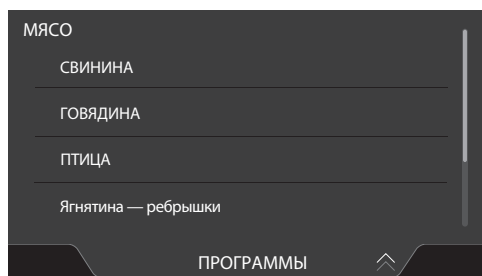 МЯСО
СВИНИНА
ГОВЯДИНА
ПТИЦА
Ягнятина — ребрышки
ПРОГРАММЫ